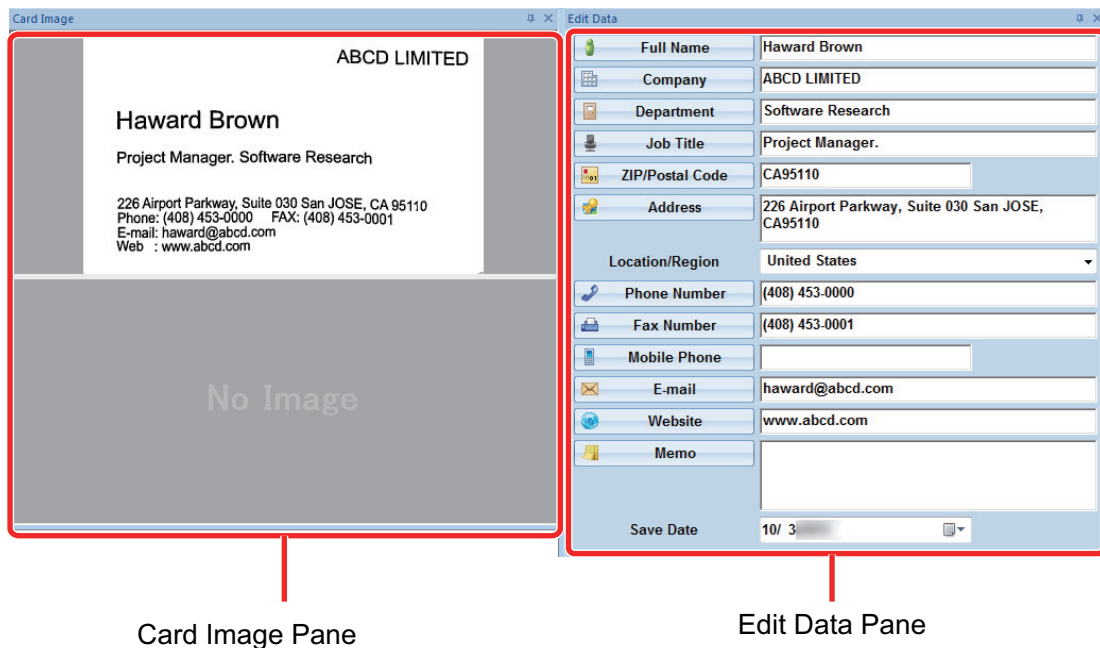 Card Image
ABCD LIMITED
Haward Brown
Project Manager. Software Research
226 Airport Parkway, Suite 030 San JOSE, CA 95110
Phone: (408) 453-0000 FAX: (408) 453-0001
E-mail: haward@abcd.com
Web : www.abcd.com
No Image
Edit Data
Full Name Haward Brown
Company ABCD LIMITED
Department Software Research
Job Title Project Manager.
ZIP/Postal Code CA95110
Address 226 Airport Parkway, Suite 030 San JOSE,
CA95110
Location/Region United States
Phone Number (408) 453-0000
Fax Number (408) 453-0001
Mobile Phone
E-mail haward@abcd.com
Website www.abcd.com
Memo
Save Date 10/ 3
Card Image Pane
Edit Data Pane